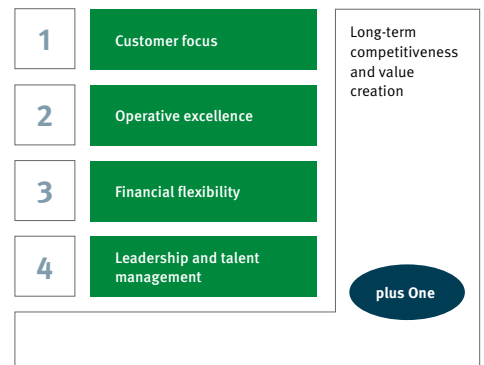 1
Customer focus
2
Operative excellence
3
Financial flexibility
4
Leadership and talent
management
Long-term
competitiveness
and value
creation
plus One